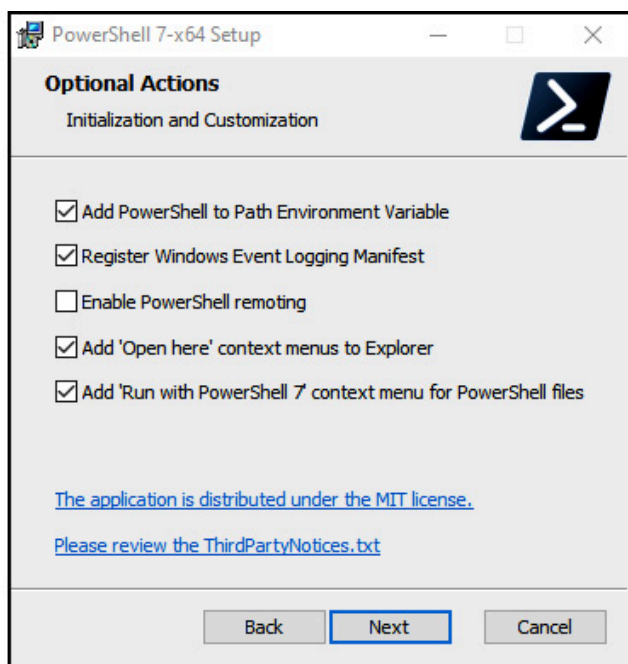 PowerShell 7-x64 Setup
Optional Actions
Initialization and Customization
Add PowerShell to Path Environment Variable
Register Windows Event Logging Manifest
Enable PowerShell remoting
Add 'Open here' context menus to Explorer
Add 'Run with PowerShell 7' context menu for PowerShell files
The application is distributed under the MIT license.
Please review the ThirdPartyNotices.txt
Back
Next
Cancel